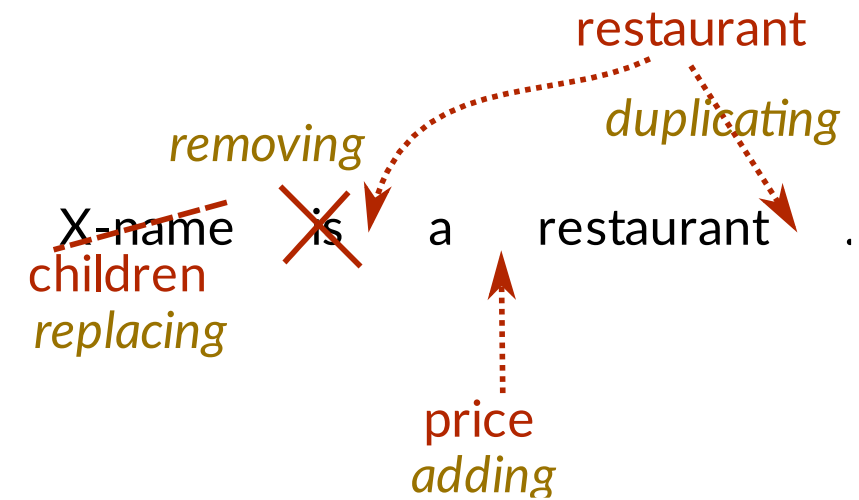 restaurant
duplicating
removing
X-name is a restaurant .
children
replacing
price
adding